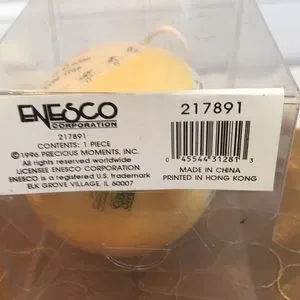 ENESCO
CORPORATION
217891
CONTENTS: 1 PIECE
©1996 PRECIOUS MOMENTS, INC.
All rights reserved worldwide
LICENSEE ENESCO CORPORATION
ENESCO is a registered U.S. trademark
ELK GROVE VILLAGE, IL 60007
217891
0 45544 31281 3
MADE IN CHINA
PRINTED IN HONG KONG